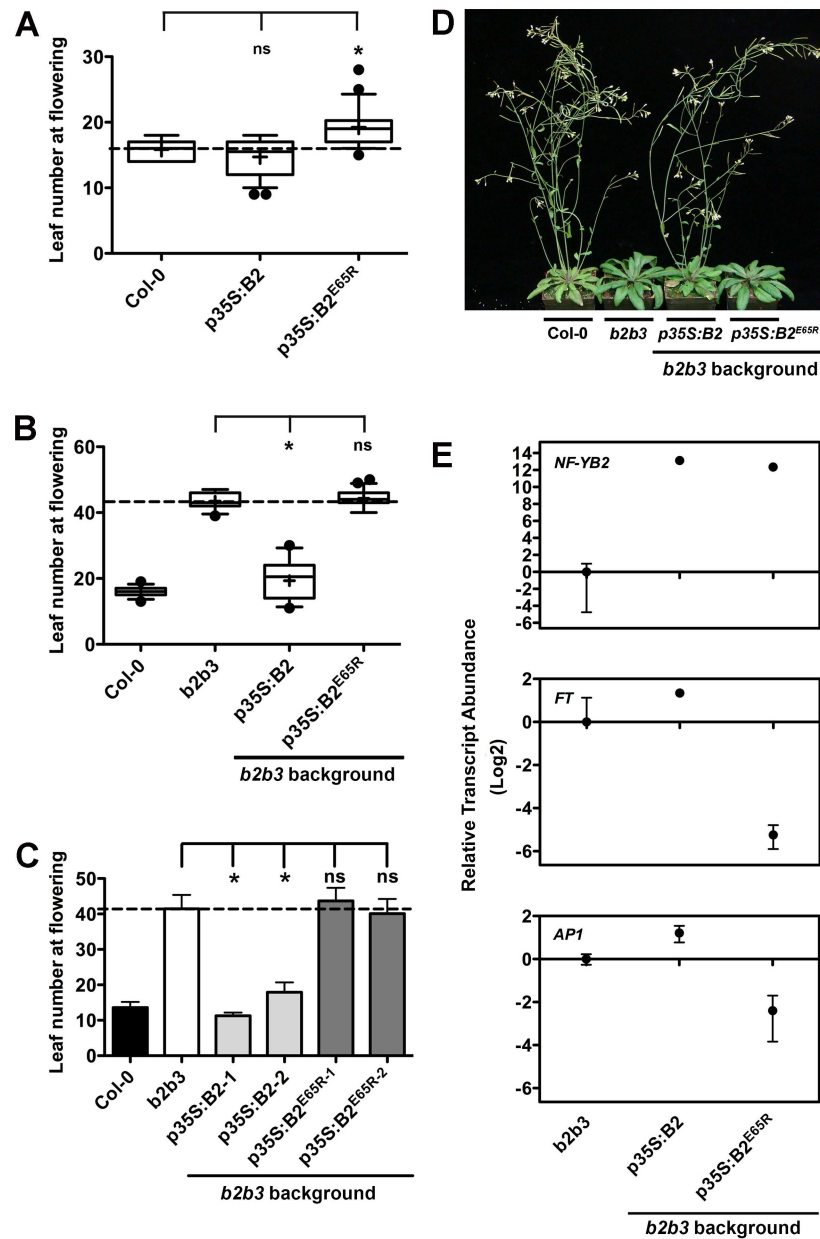 A
Leaf number at flowering
30
20
10
0
ns
*
Col-0
p35S:B2
p35S:B2E65R
B
Leaf number at flowering
60
40
20
0
*
ns
Col-0
b2b3
p35S:B2
p35S:B2E65R
b2b3 background
C
Leaf number at flowering
50
40
30
20
10
0
*
*
ns
ns
Col-0
b2b3
p35S:B2-1
p35S:B2-2
p35S:B2E65R-1
p35S:B2E65R-2
b2b3 background
D
Col-0 b2b3 p35S:B2 p35S:B2E65R
b2b3 background
E
Relative Transcript Abundance
(Log2)
NF-YB2
14
12
10
8
6
4
2
0
-2
-4
-6
FT
2
0
-2
-4
-6
AP1
2
0
-2
-4
-6
b2b3
p35S:B2
p35S:B2E65R
b2b3 background